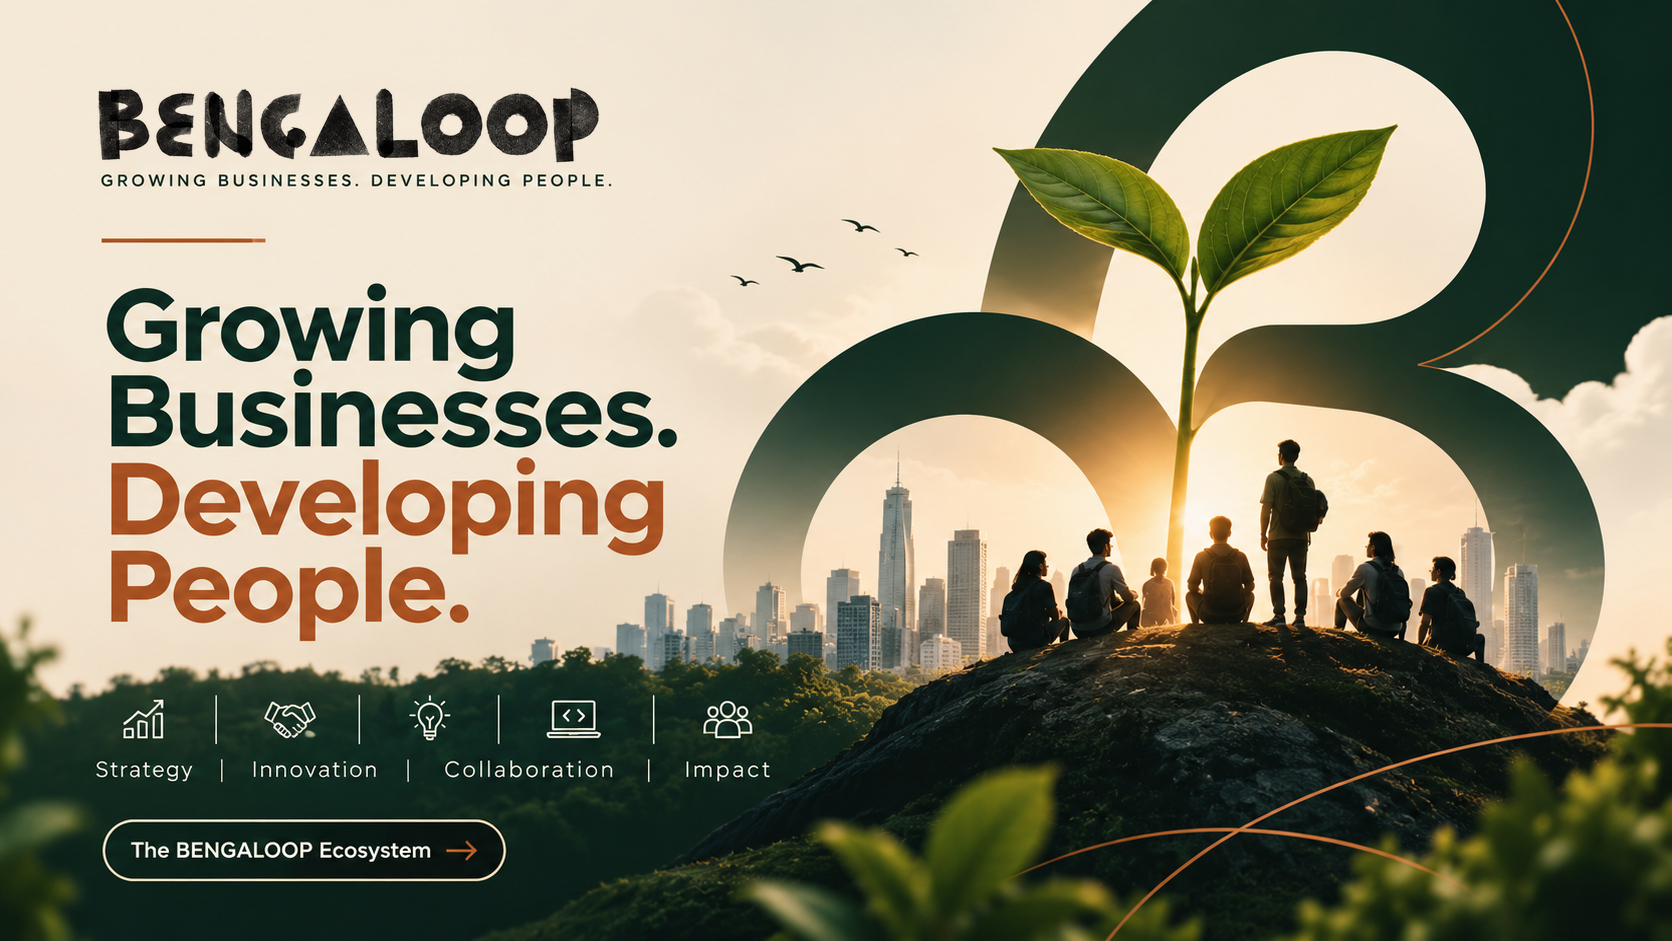 BENGALOOP
GROWING BUSINESSES. DEVELOPING PEOPLE.
Growing
Businesses.
Developing
People.
Strategy | Innovation | Collaboration | Impact
The BENGALOOP Ecosystem →